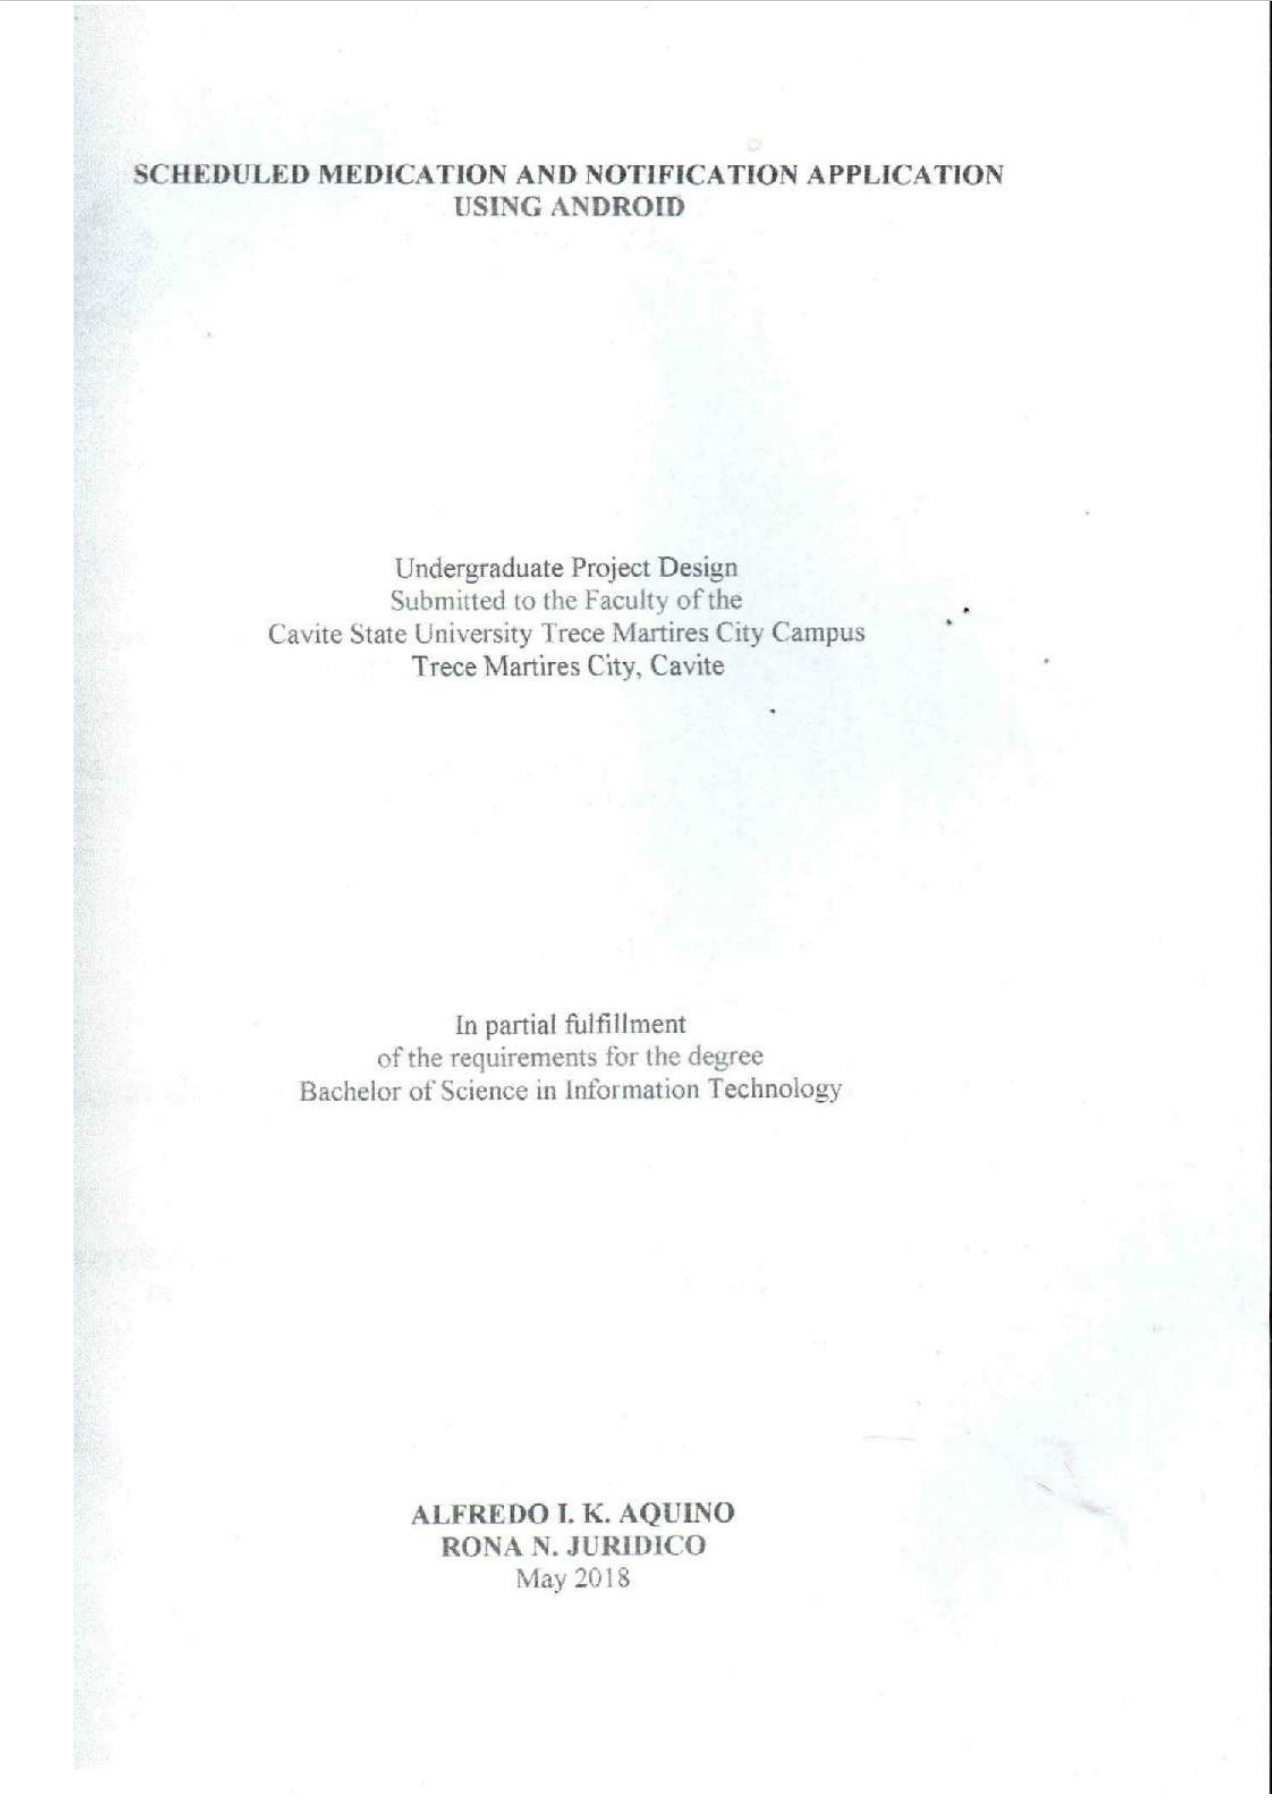 SCHEDULED MEDICATION AND NOTIFICATION APPLICATION
USING ANDROID
Undergraduate Project Design
Submitted to the Faculty of the
Cavite State University Trece Martires City Campus
Trece Martires City, Cavite
In partial fulfillment
of the requirements for the degree
Bachelor of Science in Information Technology
ALFREDO I. K. AQUINO
RONA N. JURIDICO
May 2018